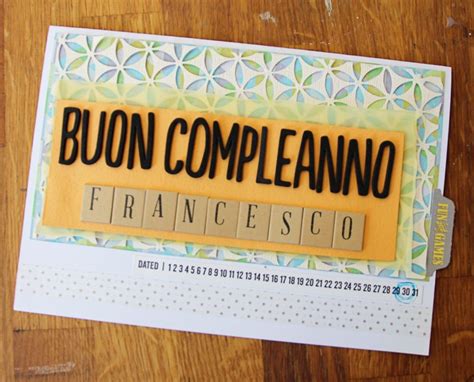 BUON COMPLEANNO
FRANCESCO
FUN and GAMES
DATED | 1 2 3 4 5 6 7 8 9 10 11 12 13 14 15 16 17 18 19 20 21 22 23 24 25 26 27 28 29 30 31